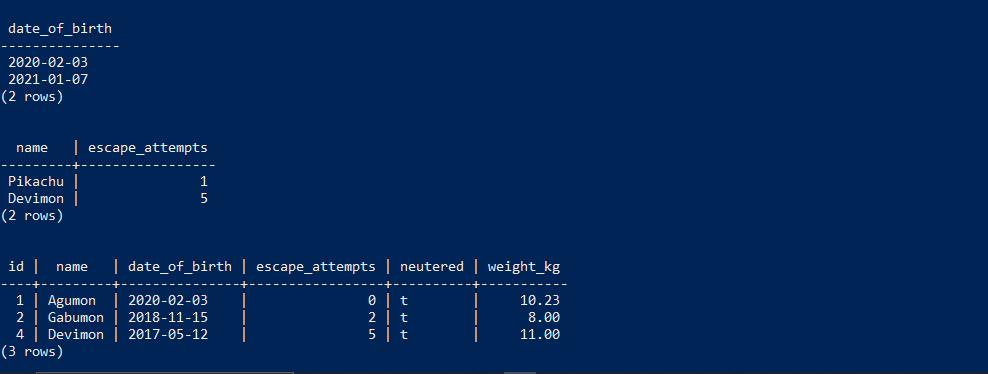 date_of_birth
---------------
 2020-02-03
 2021-01-07
(2 rows)
  name   | escape_attempts
---------+-----------------
 Pikachu |               1
 Devimon |               5
(2 rows)
 id |  name   | date_of_birth | escape_attempts | neutered | weight_kg
----+---------+---------------+-----------------+----------+-----------
  1 | Agumon  | 2020-02-03    |               0 | t        |     10.23
  2 | Gabumon | 2018-11-15    |               2 | t        |      8.00
  4 | Devimon | 2017-05-12    |               5 | t        |     11.00
(3 rows)